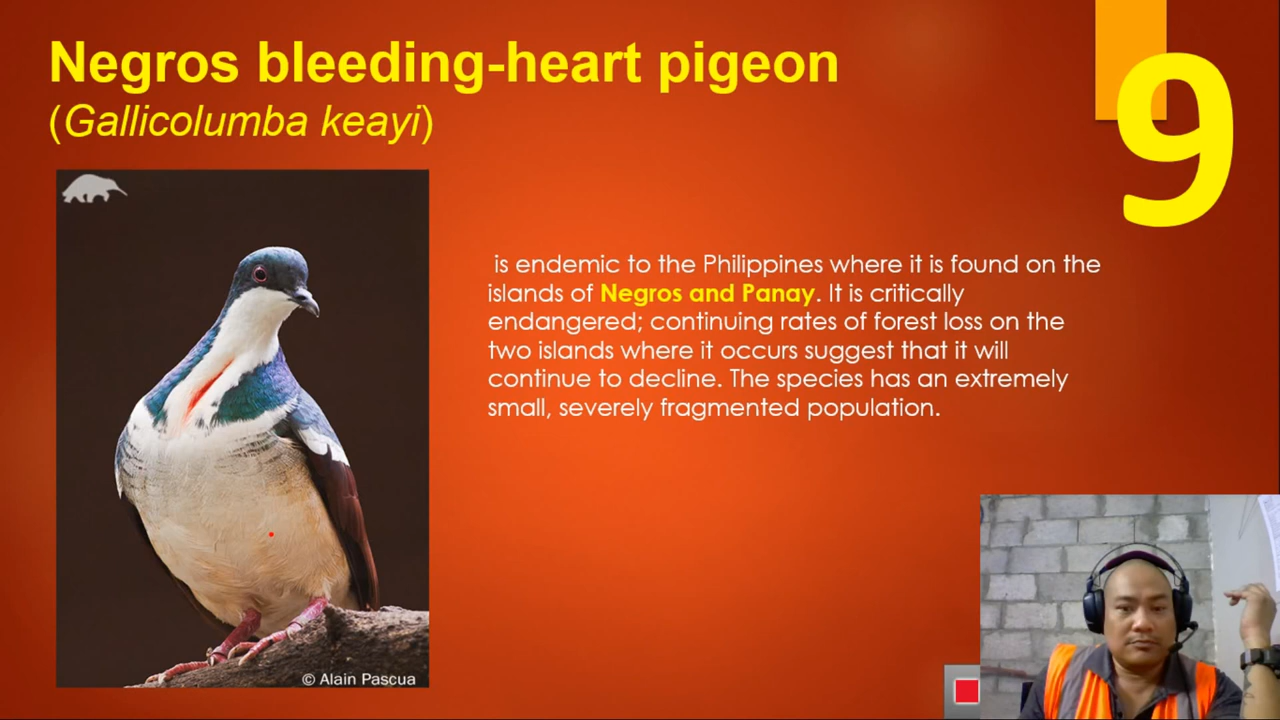 Negros bleeding-heart pigeon
(Gallicolumba keayi)
9
is endemic to the Philippines where it is found on the
islands of Negros and Panay. It is critically
endangered; continuing rates of forest loss on the
two islands where it occurs suggest that it will
continue to decline. The species has an extremely
small, severely fragmented population.
© Alain Pascua